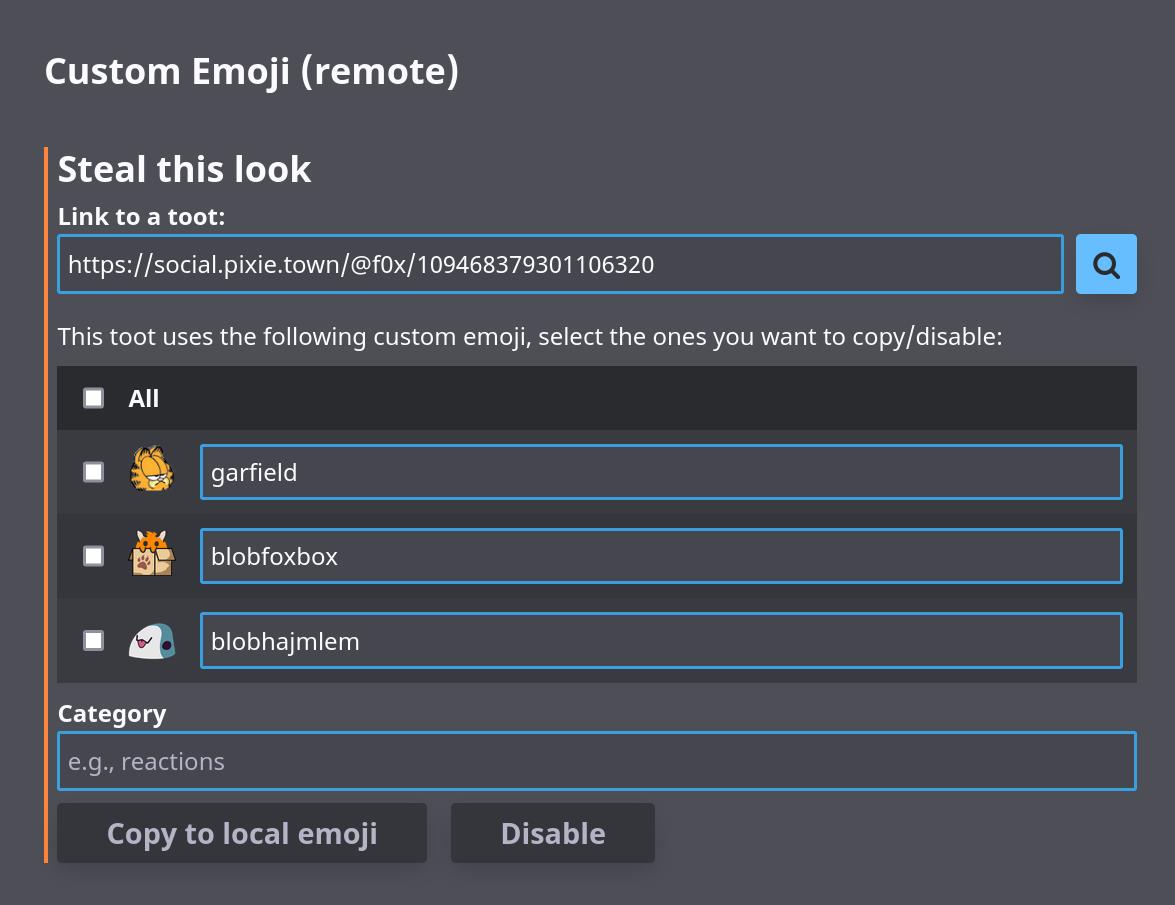 Custom Emoji (remote)
Steal this look
Link to a toot:
https://social.pixie.town/@f0x/109468379301106320
This toot uses the following custom emoji, select the ones you want to copy/disable:
All
garfield
blobfoxbox
blobhajmlem
Category
e.g., reactions
Copy to local emoji
Disable